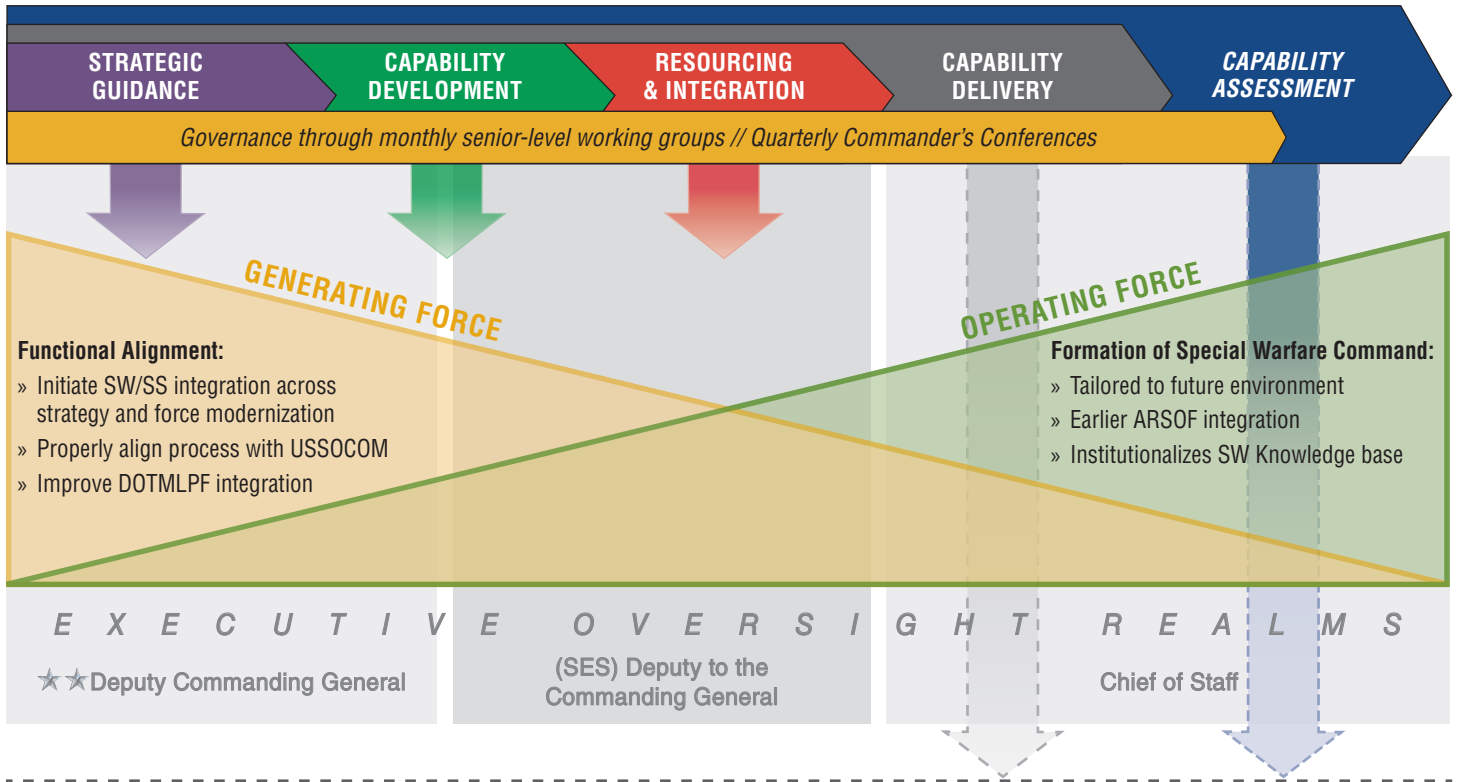 STRATEGIC
GUIDANCE
CAPABILITY
DEVELOPMENT
RESOURCING
& INTEGRATION
CAPABILITY
DELIVERY
CAPABILITY
ASSESSMENT
Governance through monthly senior-level working groups // Quarterly Commander’s Conferences
GENERATING FORCE
OPERATING FORCE
Functional Alignment:
» Initiate SW/SS integration across
strategy and force modernization
» Properly align process with USSOCOM
» Improve DOTMLPF integration
Formation of Special Warfare Command:
» Tailored to future environment
» Earlier ARSOF integration
» Institutionalizes SW Knowledge base
EXECUTIVE OVERSIGHT REALMS
Deputy Commanding General
(SES) Deputy to the
Commanding General
Chief of Staff